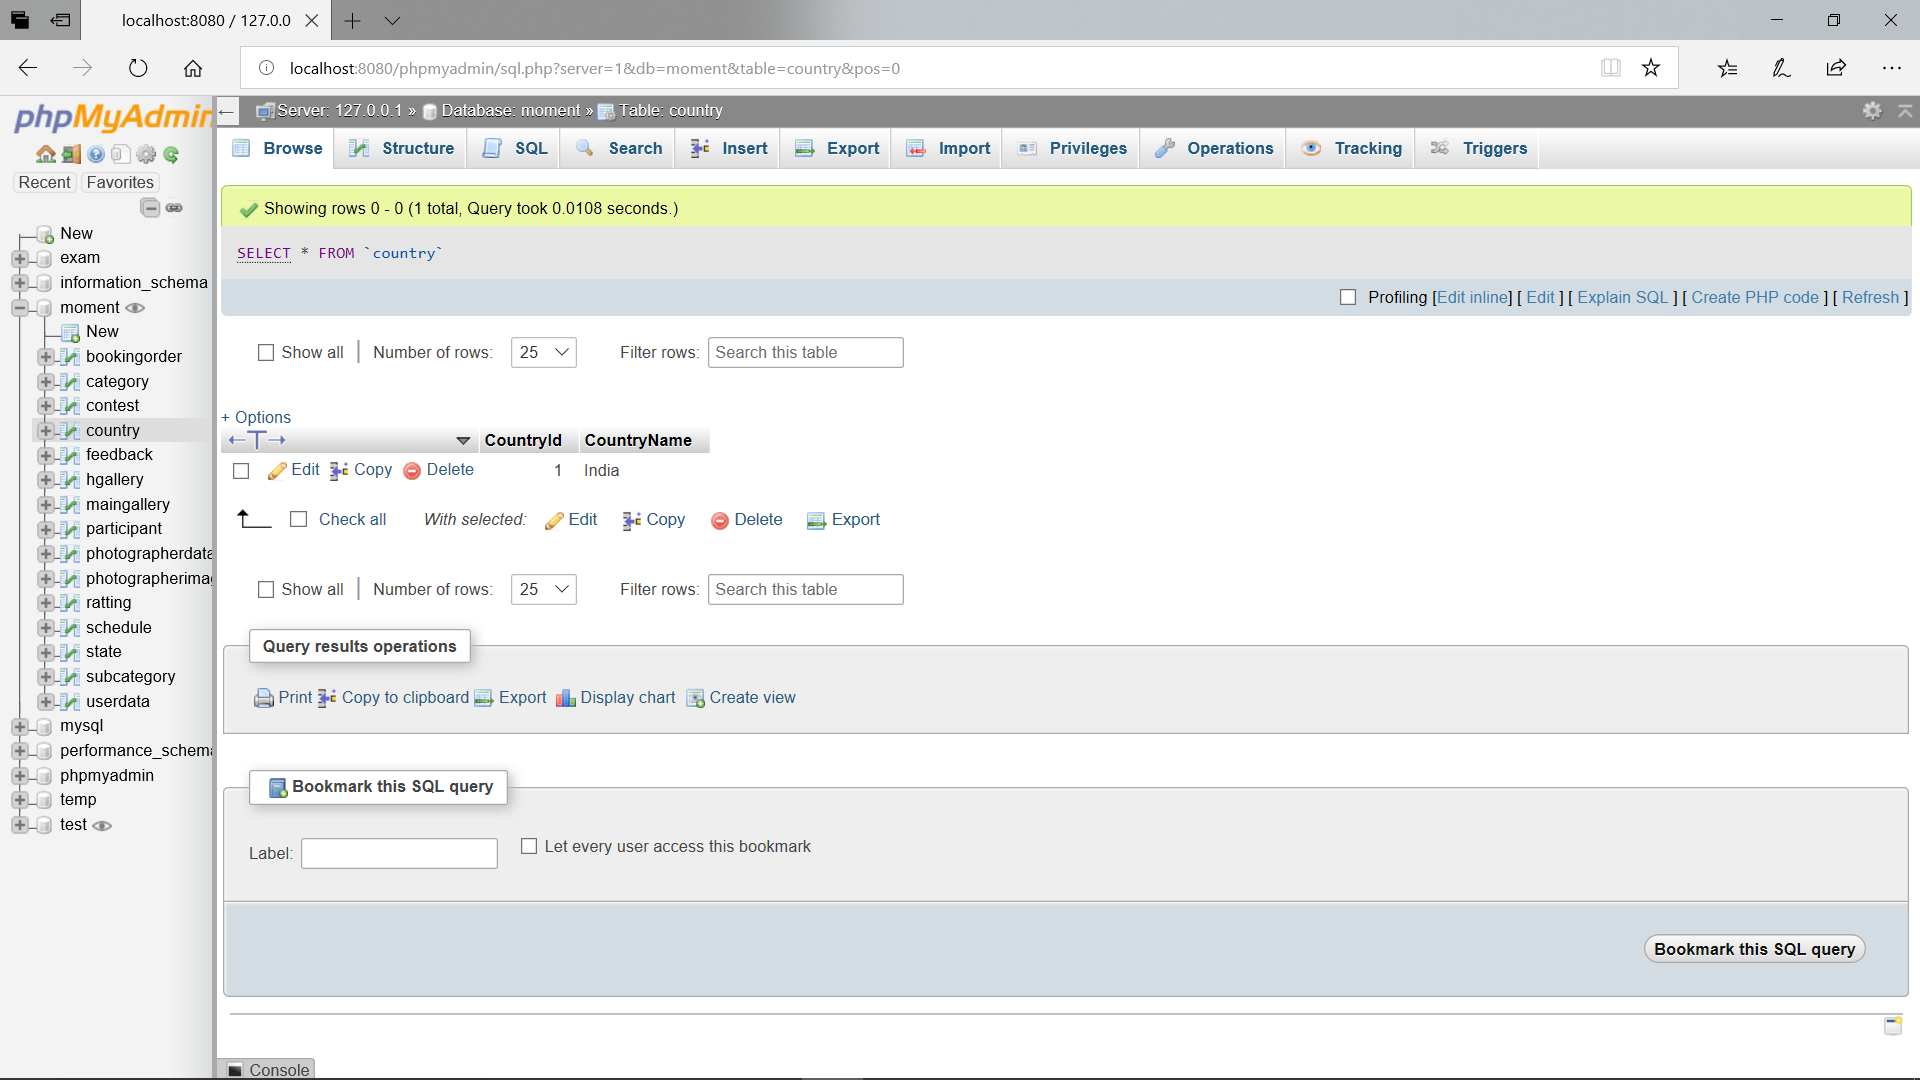 localhost:8080 / 127.0.0
localhost:8080/phpmyadmin/sql.php?server=1&db=moment&table=country&pos=0
phpMyAdmin
Recent Favorites
New
exam
information_schema
moment
New
bookingorder
category
contest
country
feedback
hgallery
maingallery
participant
photographerdata
photographerima
ratting
schedule
state
subcategory
userdata
mysql
performance_schema
phpmyadmin
temp
test
Server: 127.0.0.1 » Database: moment » Table: country
Browse Structure SQL Search Insert Export Import Privileges Operations Tracking Triggers
Showing rows 0 - 0 (1 total, Query took 0.0108 seconds.)
SELECT * FROM `country`
Profiling [Edit inline] [ Edit ] [ Explain SQL ] [ Create PHP code ] [ Refresh ]
Show all Number of rows: 25 Filter rows: Search this table
+ Options
CountryId CountryName
Edit Copy Delete 1 India
Check all With selected: Edit Copy Delete Export
Show all Number of rows: 25 Filter rows: Search this table
Query results operations
Print Copy to clipboard Export Display chart Create view
Bookmark this SQL query
Label: Let every user access this bookmark
Bookmark this SQL query
Console